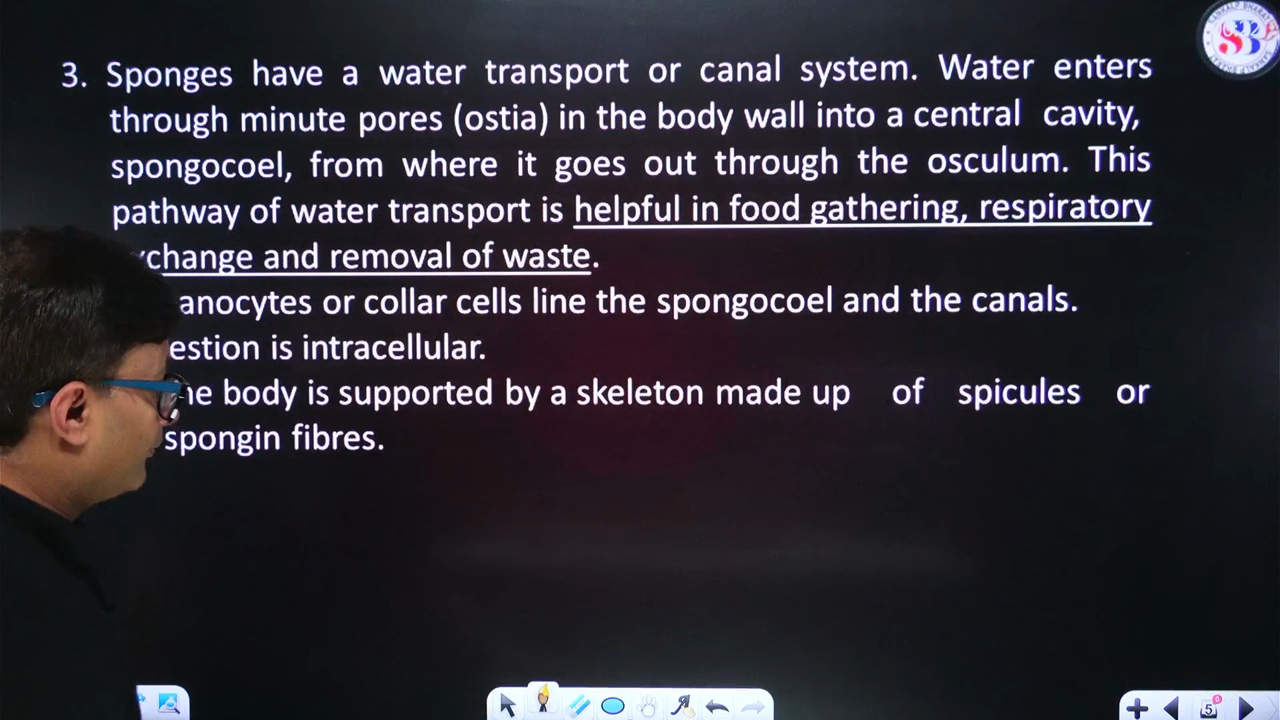 3. Sponges have a water transport or canal system. Water enters
through minute pores (ostia) in the body wall into a central cavity,
spongocoel, from where it goes out through the osculum. This
pathway of water transport is helpful in food gathering, respiratory
change and removal of waste.
anocytes or collar cells line the spongocoel and the canals.
estion is intracellular.
he body is supported by a skeleton made up of spicules or
spongin fibres.
SB
5